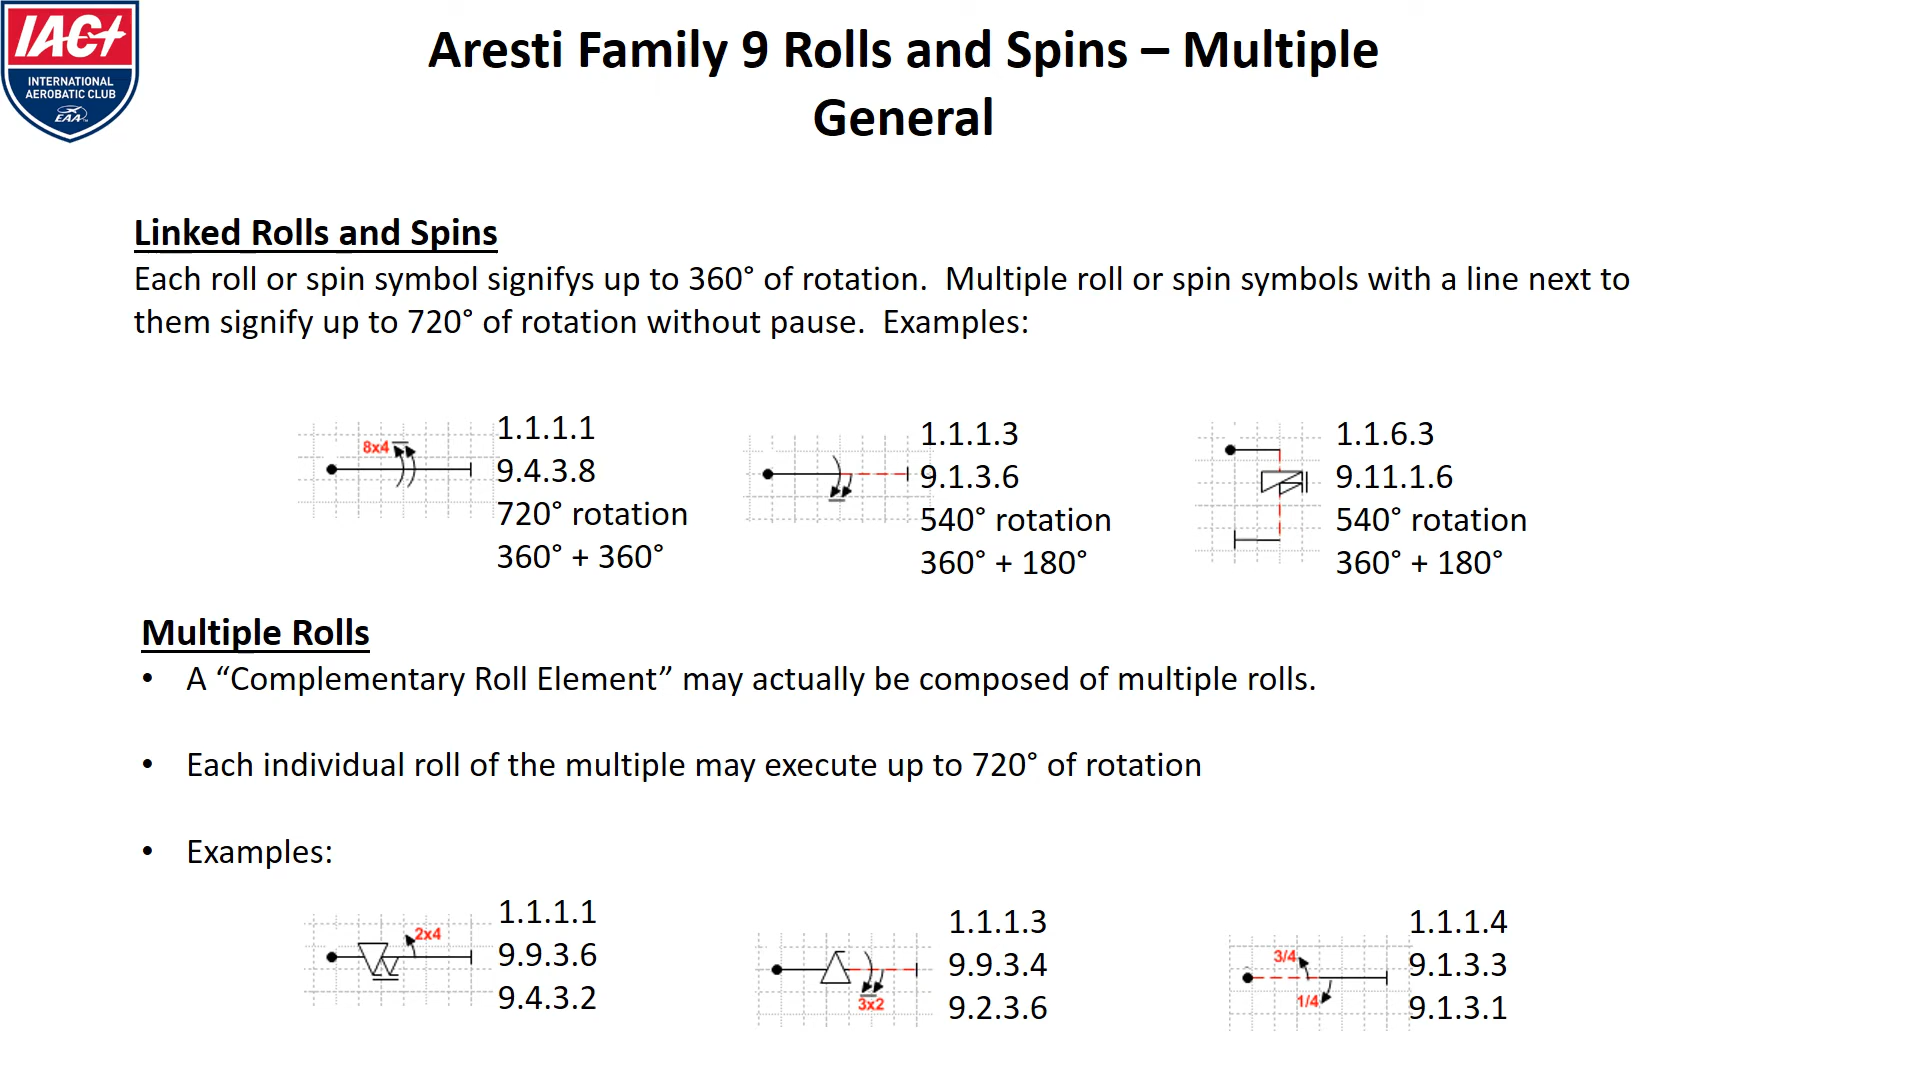 IAC
INTERNATIONAL
AEROBATIC CLUB
EAA
Aresti Family 9 Rolls and Spins – Multiple
General
Linked Rolls and Spins
Each roll or spin symbol signifys up to 360° of rotation.  Multiple roll or spin symbols with a line next to
them signify up to 720° of rotation without pause.  Examples:
8x4
1.1.1.1
9.4.3.8
720° rotation
360° + 360°
1.1.1.3
9.1.3.6
540° rotation
360° + 180°
1.1.6.3
9.11.1.6
540° rotation
360° + 180°
Multiple Rolls
• A “Complementary Roll Element” may actually be composed of multiple rolls.
• Each individual roll of the multiple may execute up to 720° of rotation
• Examples:
2x4
1.1.1.1
9.9.3.6
9.4.3.2
3x2
1.1.1.3
9.9.3.4
9.2.3.6
3/4
1/4
1.1.1.4
9.1.3.3
9.1.3.1